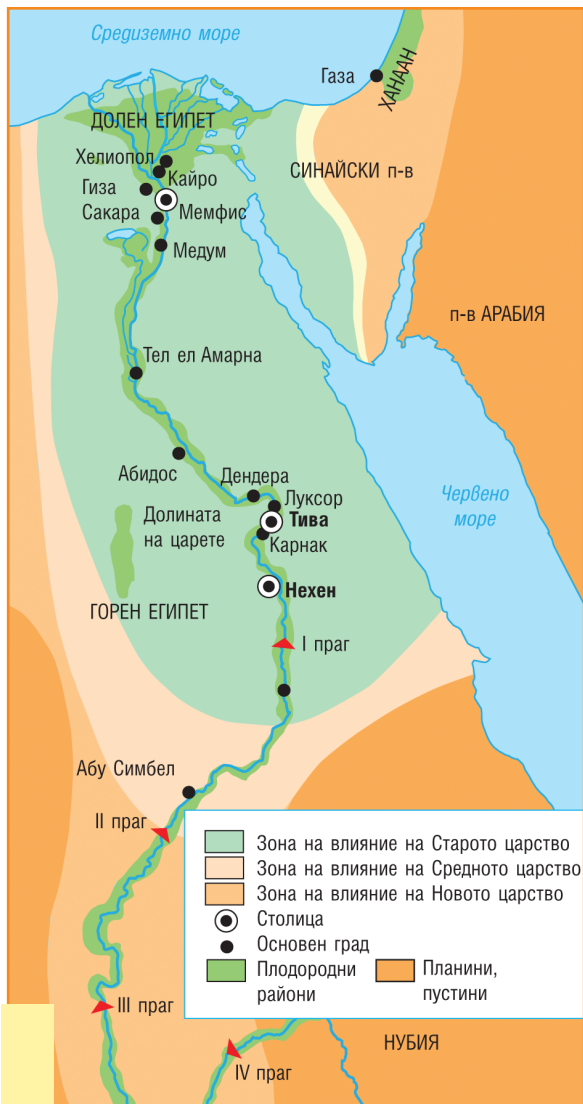 Средиземно море
Газа
ХАНААН
ДОЛЕН ЕГИПЕТ
Хелиопол
Кайро
СИНАЙСКИ п-в
Гиза
Сакара
Мемфис
Медум
п-в АРАБИЯ
Тел ел Амарна
Абидос
Дендера
Луксор
Червено
море
Долината
на царете
Тива
Карнак
Нехен
ГОРЕН ЕГИПЕТ
I праг
Абу Симбел
II праг
Зона на влияние на Старото царство
Зона на влияние на Средното царство
Зона на влияние на Новото царство
Столица
Основен град
Плодородни
райони
Планини,
пустини
III праг
НУБИЯ
IV праг